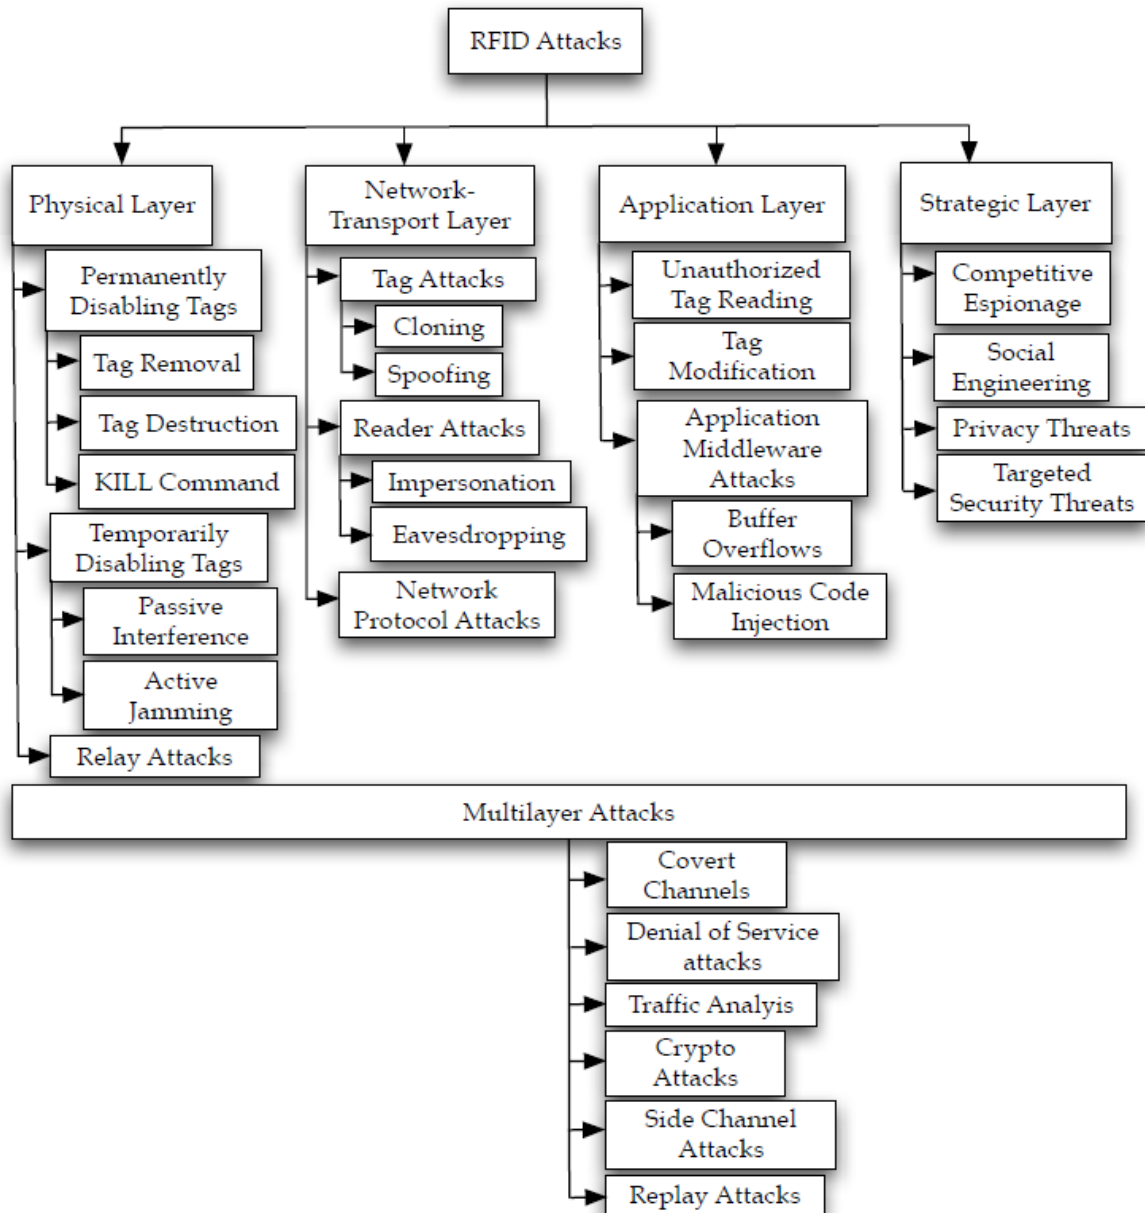 RFID Attacks
Physical Layer
Permanently
Disabling Tags
Tag Removal
Tag Destruction
KILL Command
Temporarily
Disabling Tags
Passive
Interference
Active
Jamming
Relay Attacks
Network-
Transport Layer
Tag Attacks
Cloning
Spoofing
Reader Attacks
Impersonation
Eavesdropping
Network
Protocol Attacks
Application Layer
Unauthorized
Tag Reading
Tag
Modification
Application
Middleware
Attacks
Buffer
Overflows
Malicious Code
Injection
Strategic Layer
Competitive
Espionage
Social
Engineering
Privacy Threats
Targeted
Security Threats
Multilayer Attacks
Covert
Channels
Denial of Service
attacks
Traffic Analyis
Crypto
Attacks
Side Channel
Attacks
Replay Attacks